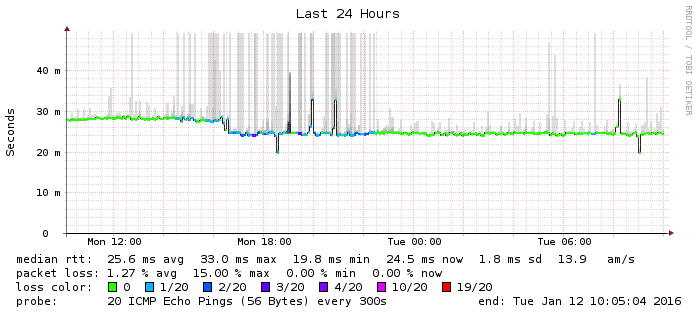 Last 24 Hours
RRDTOOL / TOBI OETIKER
Seconds
40 m
30 m
20 m
10 m
0
Mon 12:00 Mon 18:00 Tue 00:00 Tue 06:00
median rtt: 25.6 ms avg 33.0 ms max 19.8 ms min 24.5 ms now 1.8 ms sd 13.9 am/s
packet loss: 1.27 % avg 15.00 % max 0.00 % min 0.00 % now
loss color: 0 1/20 2/20 3/20 4/20 10/20 19/20
probe: 20 ICMP Echo Pings (56 Bytes) every 300s end: Tue Jan 12 10:05:04 2016